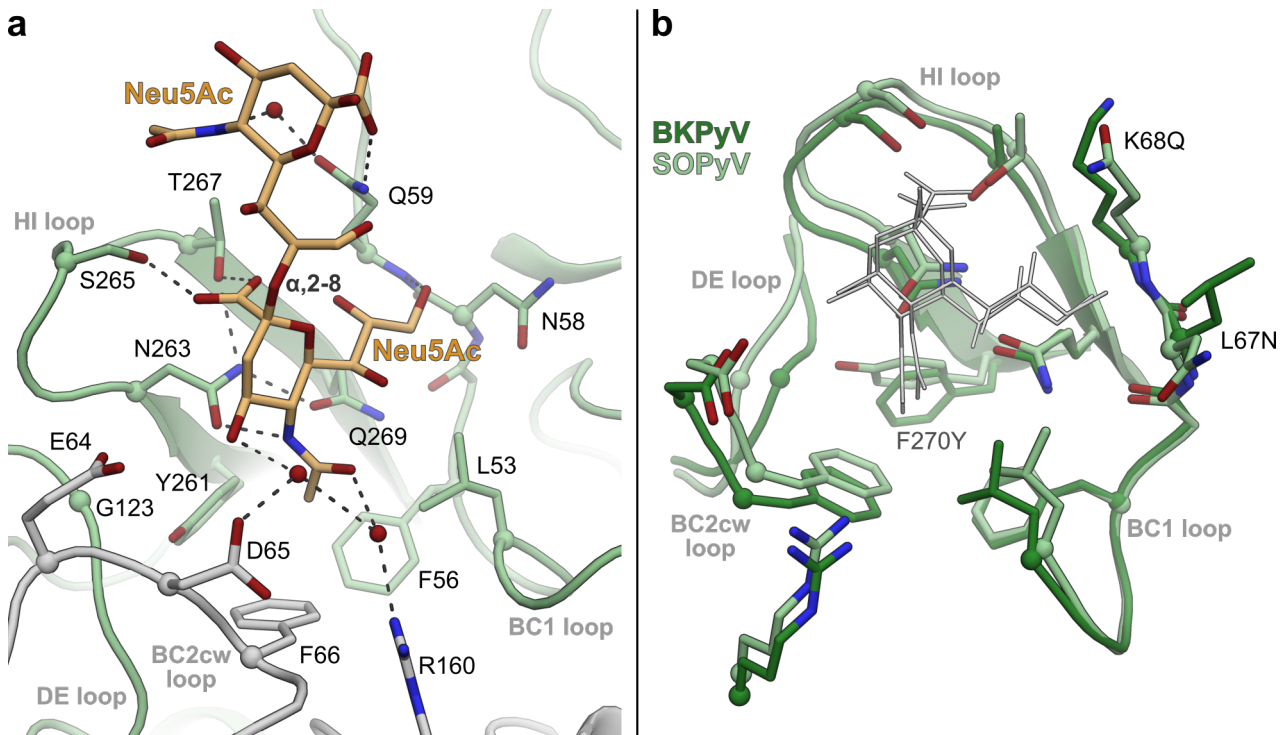 a
Neu5Ac
T267
Q59
HI loop
S265
α,2-8
N58
N263
Neu5Ac
Q269
E64
L53
Y261
G123
D65
F56
BC1 loop
BC2cw
loop
F66
R160
DE loop
b
HI loop
BKPyV
SOPyV
K68Q
DE loop
L67N
F270Y
BC2cw
loop
BC1 loop